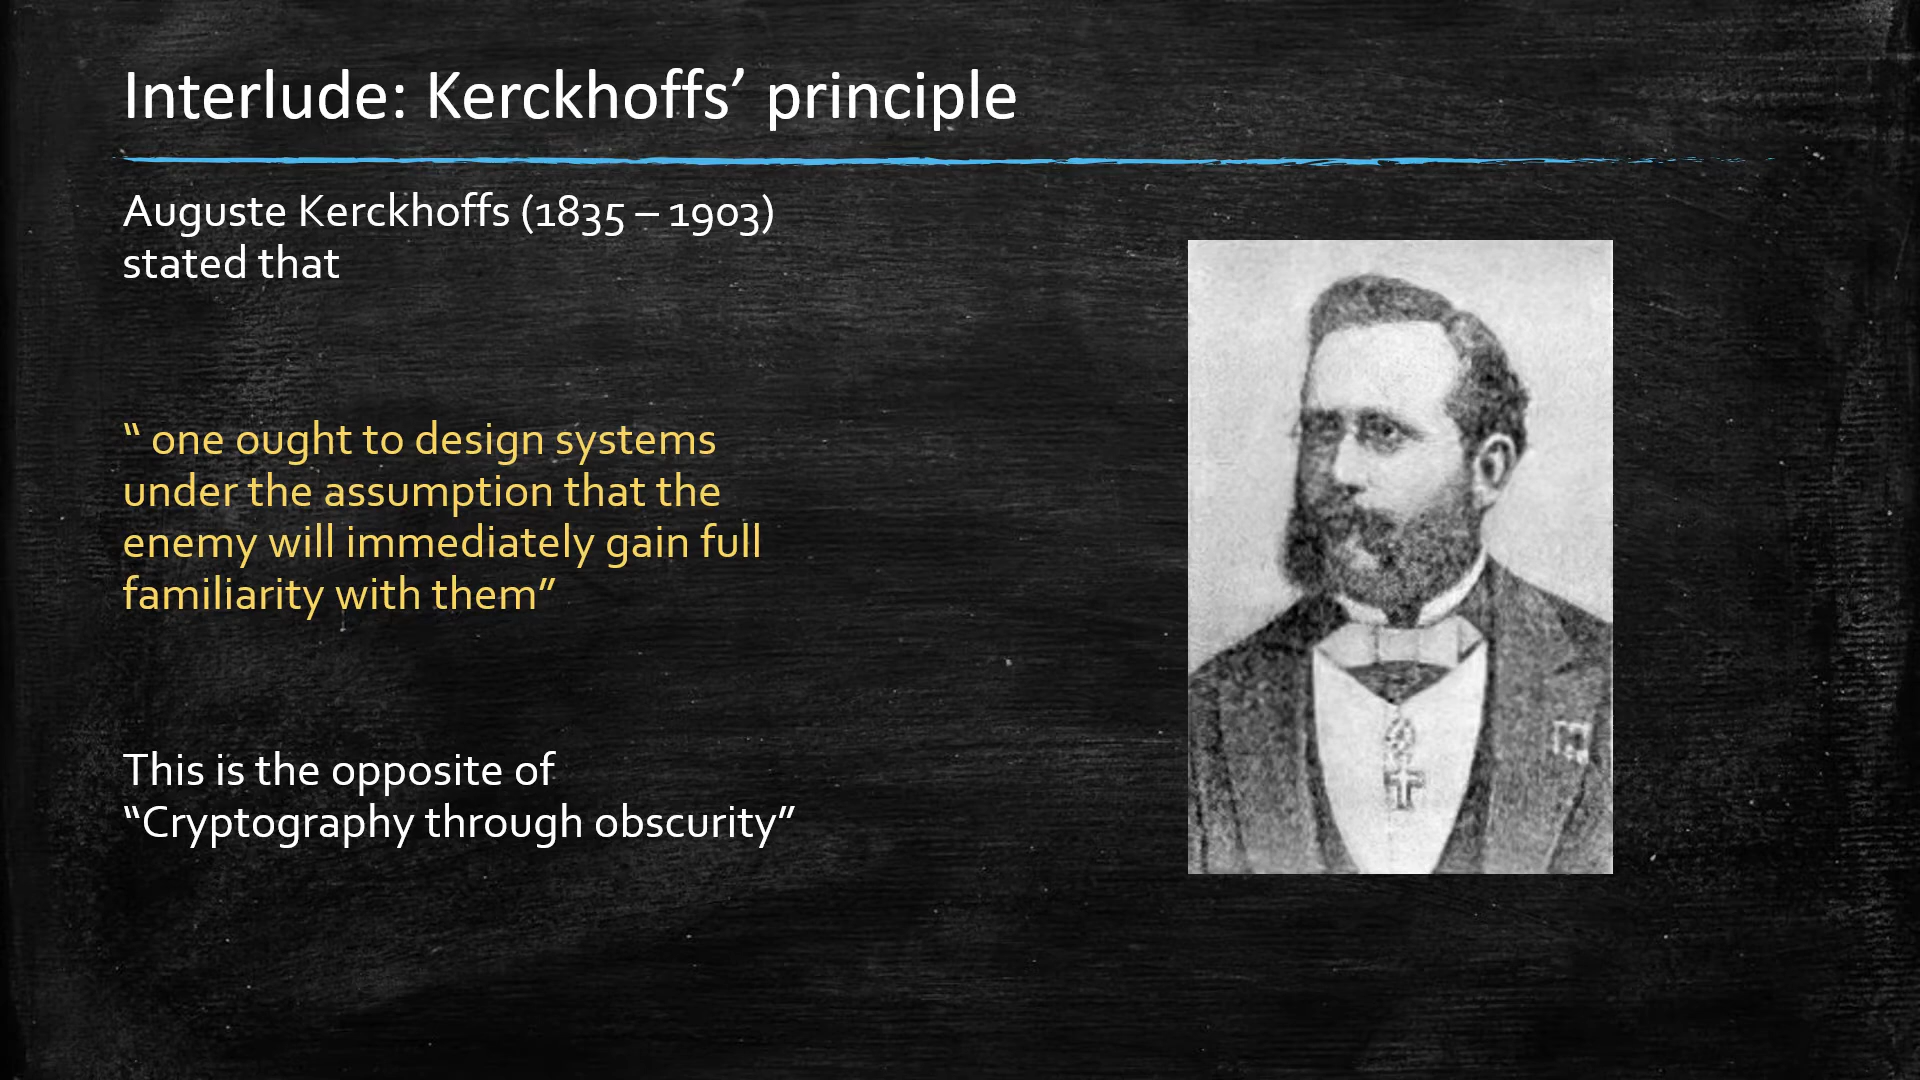 Interlude: Kerckhoffs’ principle
Auguste Kerckhoffs (1835 – 1903)
stated that
“ one ought to design systems
under the assumption that the
enemy will immediately gain full
familiarity with them”
This is the opposite of
“Cryptography through obscurity”